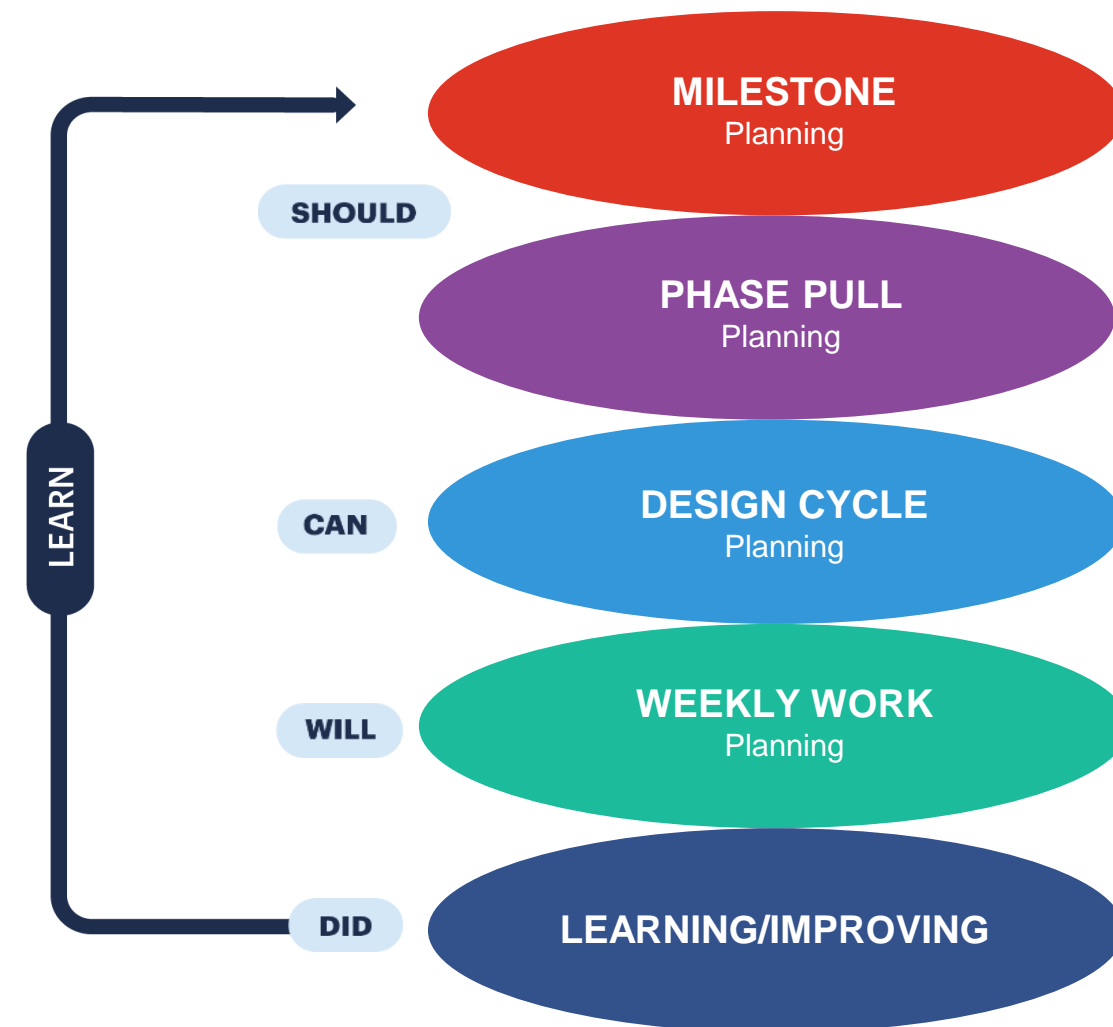 MILESTONE
Planning
SHOULD
PHASE PULL
Planning
LEARN
CAN
DESIGN CYCLE
Planning
WILL
WEEKLY WORK
Planning
DID
LEARNING/IMPROVING